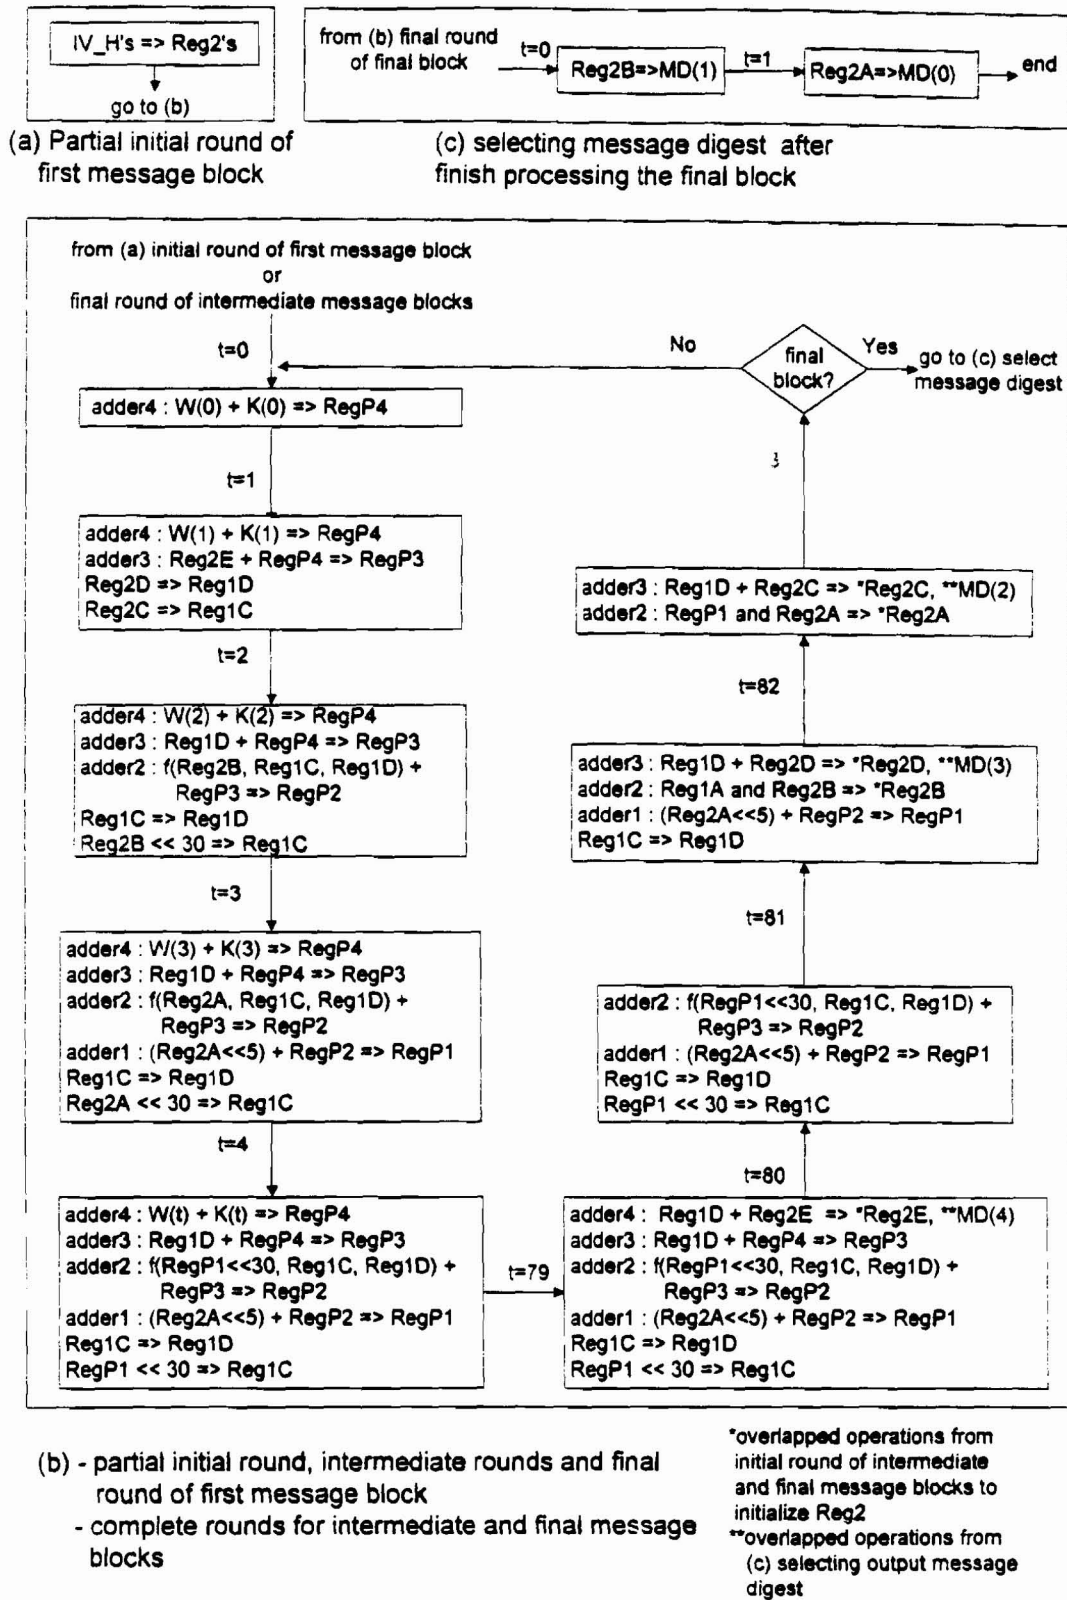 IV_H's => Reg2's
go to (b)
(a) Partial initial round of
first message block
from (b) final round
of final block
t=0
Reg2B=>MD(1)
t=1
Reg2A=>MD(0)
end
(c) selecting message digest after
finish processing the final block
from (a) initial round of first message block
or
final round of intermediate message blocks
t=0
adder4 : W(0) + K(0) => RegP4
t=1
adder4 : W(1) + K(1) => RegP4
adder3 : Reg2E + RegP4 => RegP3
Reg2D => Reg1D
Reg2C => Reg1C
t=2
adder4 : W(2) + K(2) => RegP4
adder3 : Reg1D + RegP4 => RegP3
adder2 : f(Reg2B, Reg1C, Reg1D) +
RegP3 => RegP2
Reg1C => Reg1D
Reg2B << 30 => Reg1C
t=3
adder4 : W(3) + K(3) => RegP4
adder3 : Reg1D + RegP4 => RegP3
adder2 : f(Reg2A, Reg1C, Reg1D) +
RegP3 => RegP2
adder1 : (Reg2A<<5) + RegP2 => RegP1
Reg1C => Reg1D
Reg2A << 30 => Reg1C
t=4
adder4 : W(t) + K(t) => RegP4
adder3 : Reg1D + RegP4 => RegP3
adder2 : f(RegP1<<30, Reg1C, Reg1D) +
RegP3 => RegP2
adder1 : (Reg2A<<5) + RegP2 => RegP1
Reg1C => Reg1D
RegP1 << 30 => Reg1C
t=79
adder4 : Reg1D + Reg2E => *Reg2E, **MD(4)
adder3 : Reg1D + RegP4 => RegP3
adder2 : f(RegP1<<30, Reg1C, Reg1D) +
RegP3 => RegP2
adder1 : (Reg2A<<5) + RegP2 => RegP1
Reg1C => Reg1D
RegP1 << 30 => Reg1C
t=80
adder2 : f(RegP1<<30, Reg1C, Reg1D) +
RegP3 => RegP2
adder1 : (Reg2A<<5) + RegP2 => RegP1
Reg1C => Reg1D
RegP1 << 30 => Reg1C
t=81
adder3 : Reg1D + Reg2D => *Reg2D, **MD(3)
adder2 : Reg1A and Reg2B => *Reg2B
adder1 : (Reg2A<<5) + RegP2 => RegP1
Reg1C => Reg1D
t=82
adder3 : Reg1D + Reg2C => *Reg2C, **MD(2)
adder2 : RegP1 and Reg2A => *Reg2A
final
block?
No
Yes
go to (c) select
message digest
(b) - partial initial round, intermediate rounds and final
round of first message block
- complete rounds for intermediate and final message
blocks
*overlapped operations from
initial round of intermediate
and final message blocks to
initialize Reg2
**overlapped operations from
(c) selecting output message
digest